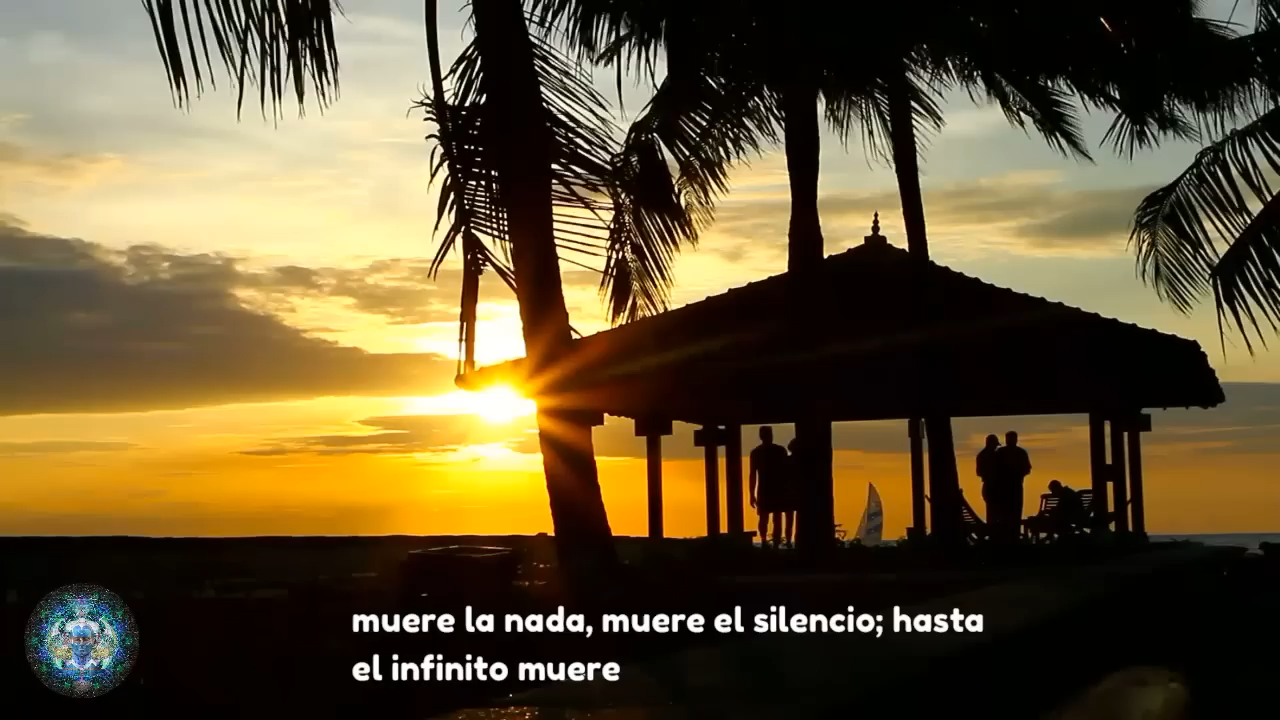 muere la nada, muere el silencio; hasta
el infinito muere